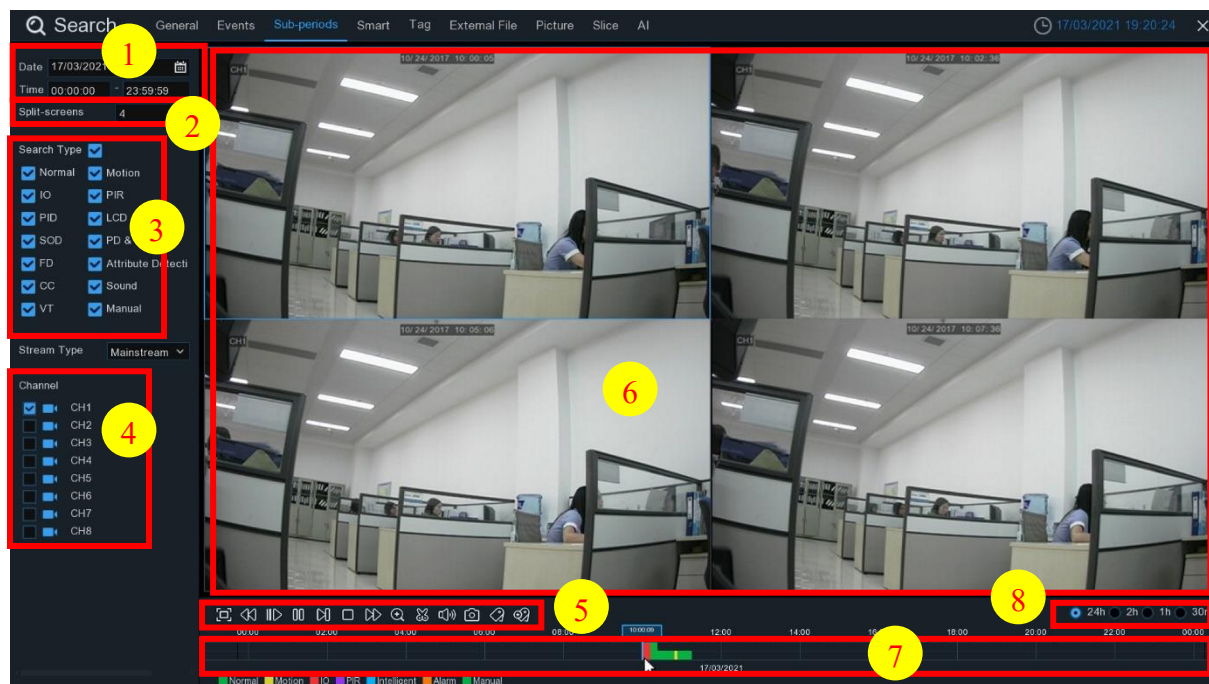 Search General Events Sub-periods Smart Tag External File Picture Slice AI 17/03/2021 19:20:24
1
Date 17/03/2021
Time 00:00:00 - 23:59:59
Split-screens 4
2
Search Type
Normal Motion
IO PIR
PID LCD
SOD PD &
FD Attribute Detecti
CC Sound
VT Manual
3
Stream Type Mainstream
Channel
CH1
CH2
CH3
CH4
CH5
CH6
CH7
CH8
4
10/24/2017 10:00:05
CH1
10/24/2017 10:02:36
CH1
10/24/2017 10:05:06
CH1
10/24/2017 10:07:36
CH1
6
5
8
24h 2h 1h 30m
00:00 02:00 04:00 06:00 08:00 10:00:09 12:00 14:00 16:00 18:00 20:00 22:00 00:00
7
17/03/2021
Normal Motion IO PIR Intelligent Alarm Manual